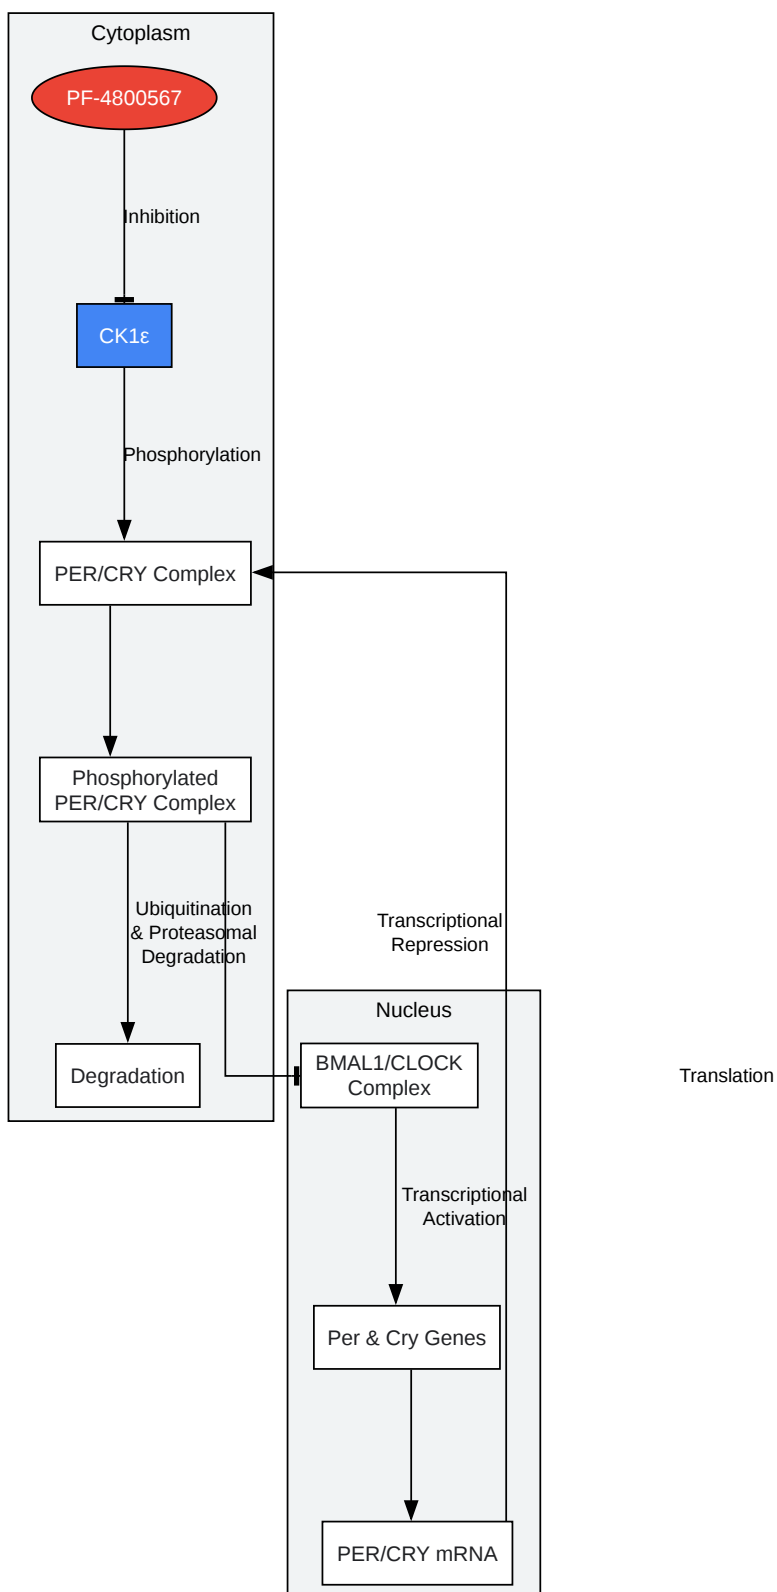 Cytoplasm
PF-4800567
Inhibition
CK1ε
Phosphorylation
PER/CRY Complex
Phosphorylated
PER/CRY Complex
Ubiquitination
& Proteasomal
Degradation
Transcriptional
Repression
Nucleus
Degradation
BMAL1/CLOCK
Complex
Translation
Transcriptional
Activation
Per & Cry Genes
PER/CRY mRNA